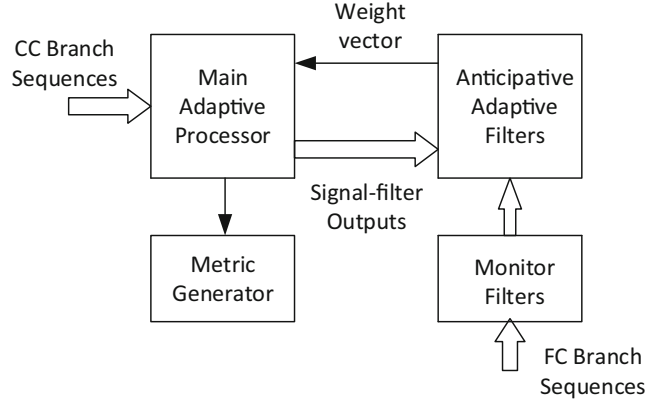 Weight
vector
CC Branch
Sequences
Main
Adaptive
Processor
Anticipative
Adaptive
Filters
Signal-filter
Outputs
Metric
Generator
Monitor
Filters
FC Branch
Sequences